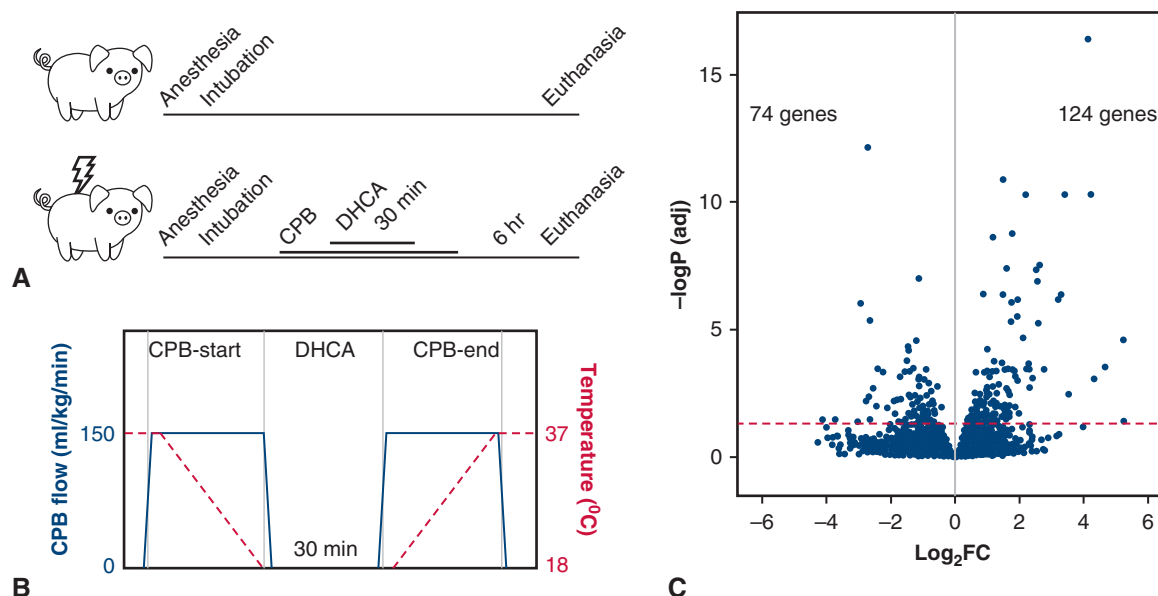 Anesthesia
Intubation
Euthanasia
Anesthesia
Intubation
CPB
DHCA
30 min
6 hr
Euthanasia
A
CPB flow (ml/kg/min)
150
0
CPB-start
DHCA
CPB-end
30 min
37
18
Temperature (⁰C)
B
–logP (adj)
15
10
5
0
74 genes
124 genes
–6 –4 –2 0 2 4 6
Log₂FC
C